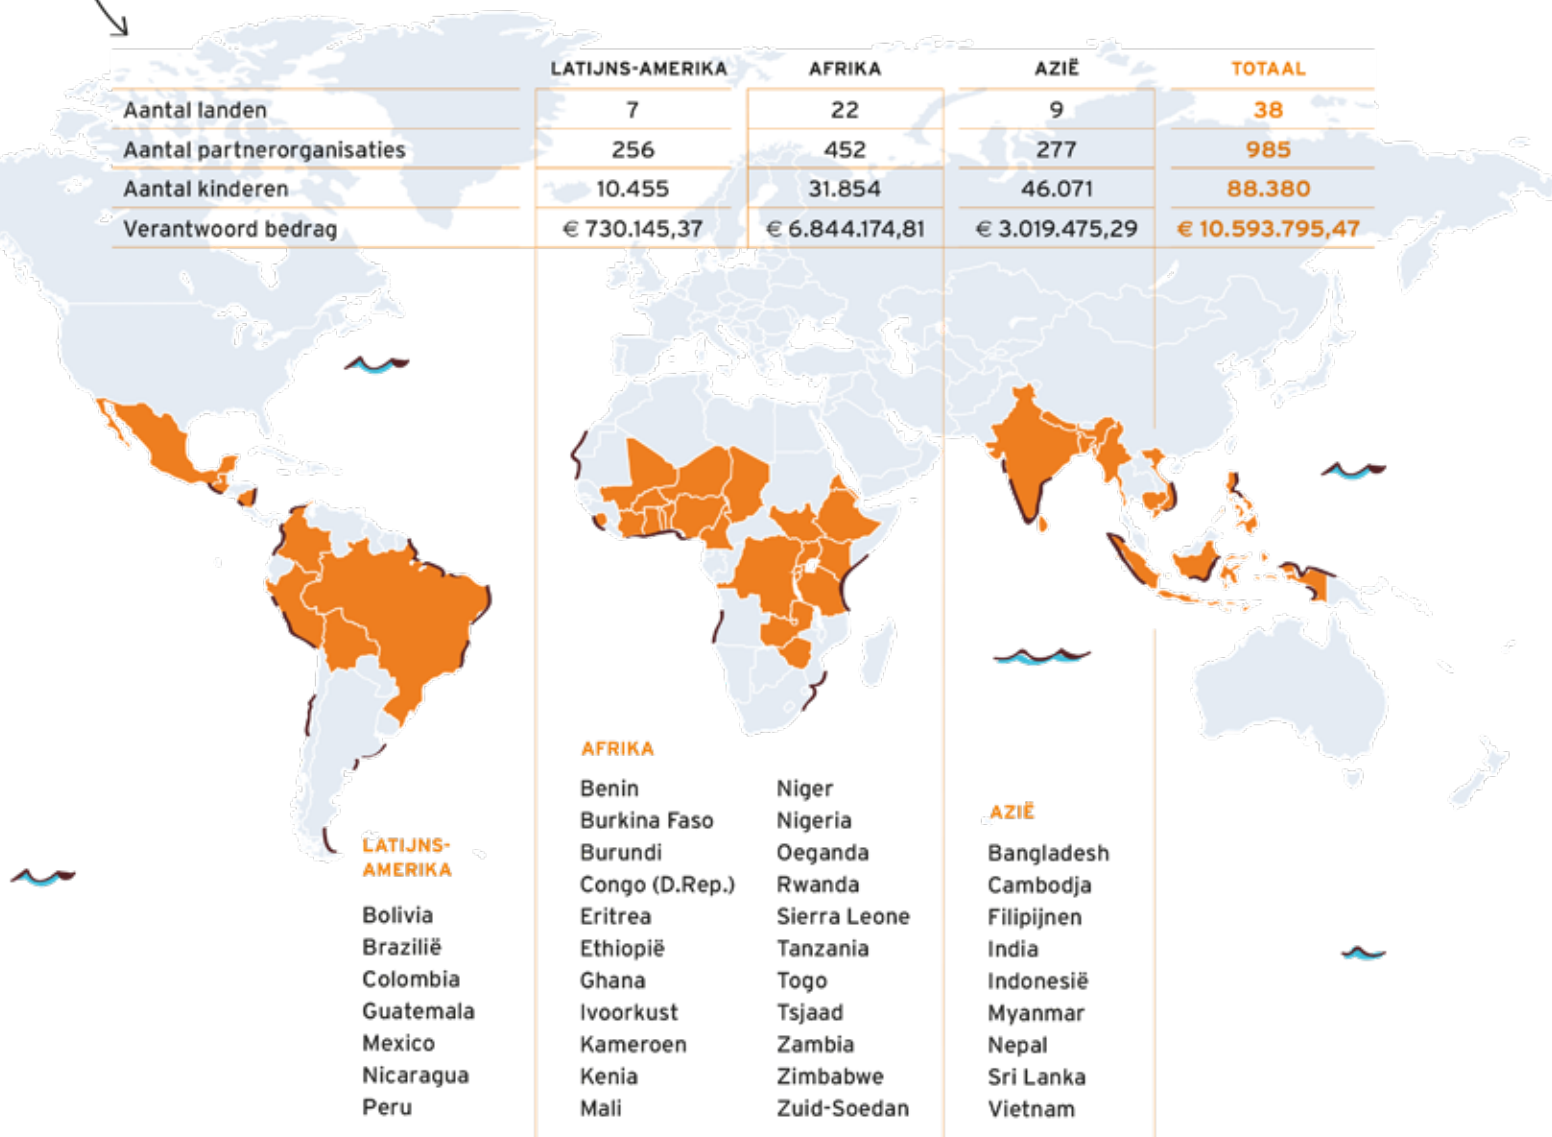 LATIJNS-AMERIKA AFRIKA AZIË TOTAAL
Aantal landen 7 22 9 38
Aantal partnerorganisaties 256 452 277 985
Aantal kinderen 10.455 31.854 46.071 88.380
Verantwoord bedrag € 730.145,37 € 6.844.174,81 € 3.019.475,29 € 10.593.795,47
LATIJNS-
AMERIKA
Bolivia
Brazilië
Colombia
Guatemala
Mexico
Nicaragua
Peru
AFRIKA
Benin
Burkina Faso
Burundi
Congo (D.Rep.)
Eritrea
Ethiopië
Ghana
Ivoorkust
Kameroen
Kenia
Mali
Niger
Nigeria
Oeganda
Rwanda
Sierra Leone
Tanzania
Togo
Tsjaad
Zambia
Zimbabwe
Zuid-Soedan
AZIË
Bangladesh
Cambodja
Filipijnen
India
Indonesië
Myanmar
Nepal
Sri Lanka
Vietnam